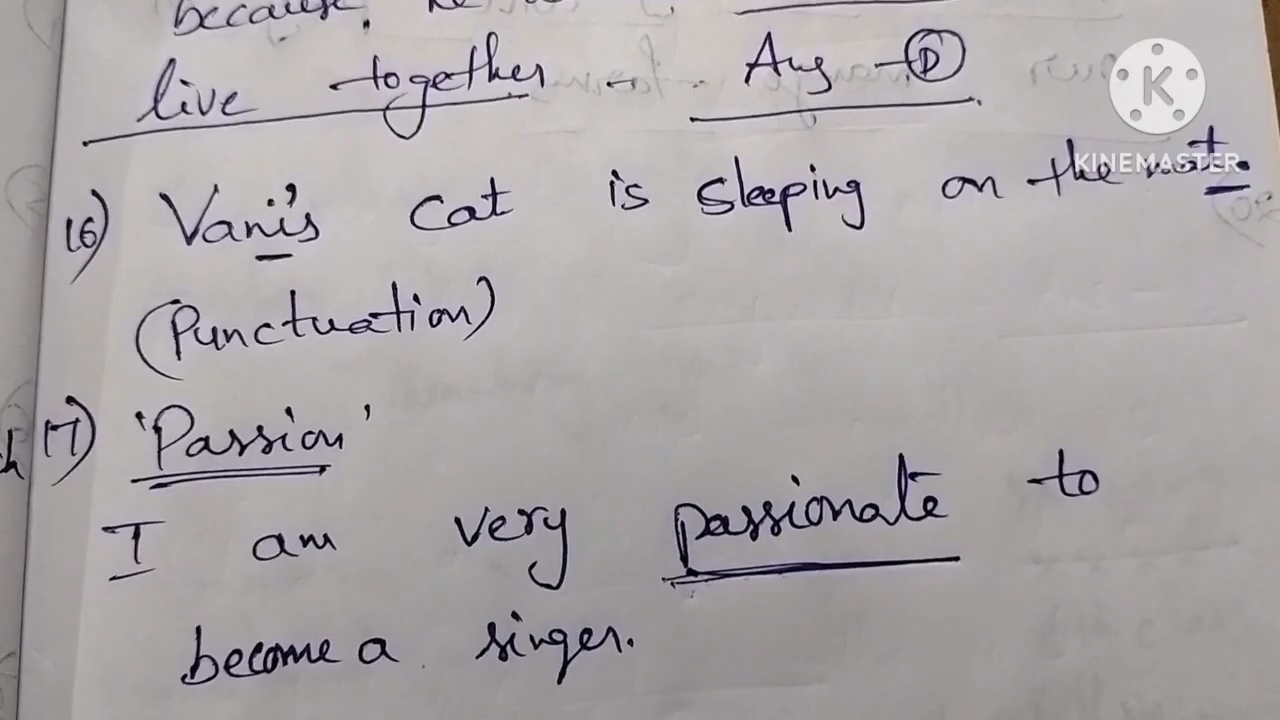 because,
live together. Ans -> D
KINEMASTER
16) Vani's cat is sleeping on the mat.
(Punctuation)
17) 'Passion'
I am very passionate to
become a singer.